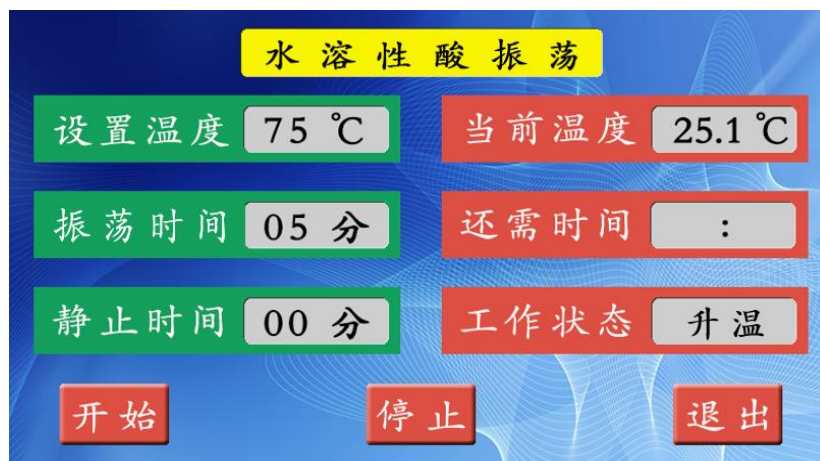 水溶性酸振荡
设置温度 75 ℃ 当前温度 25.1 ℃
振荡时间 05 分 还需时间 :
静止时间 00 分 工作状态 升温
开始 停止 退出